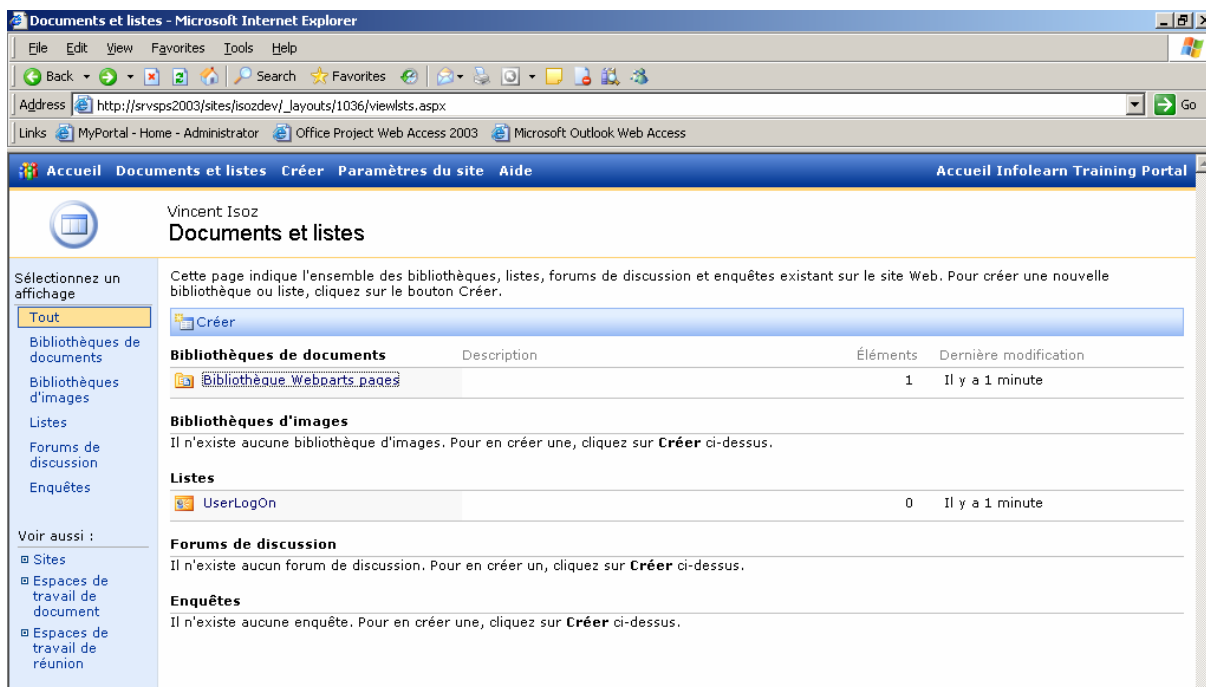 Documents et listes - Microsoft Internet Explorer
File Edit View Favorites Tools Help
Back Search Favorites
Address http://srvsps2003/sites/isozdev/_layouts/1036/viewlsts.aspx Go
Links MyPortal - Home - Administrator Office Project Web Access 2003 Microsoft Outlook Web Access
Accueil Documents et listes Créer Paramètres du site Aide Accueil Infolearn Training Portal
Vincent Isoz
Documents et listes
Sélectionnez un
affichage
Tout
Bibliothèques de
documents
Bibliothèques
d'images
Listes
Forums de
discussion
Enquêtes
Voir aussi :
Sites
Espaces de
travail de
document
Espaces de
travail de
réunion
Cette page indique l'ensemble des bibliothèques, listes, forums de discussion et enquêtes existant sur le site Web. Pour créer une nouvelle
bibliothèque ou liste, cliquez sur le bouton Créer.
Créer
Bibliothèques de documents Description Éléments Dernière modification
Bibliothèque Webparts pages 1 Il y a 1 minute
Bibliothèques d'images
Il n'existe aucune bibliothèque d'images. Pour en créer une, cliquez sur Créer ci-dessus.
Listes
UserLogOn 0 Il y a 1 minute
Forums de discussion
Il n'existe aucun forum de discussion. Pour en créer un, cliquez sur Créer ci-dessus.
Enquêtes
Il n'existe aucune enquête. Pour en créer une, cliquez sur Créer ci-dessus.